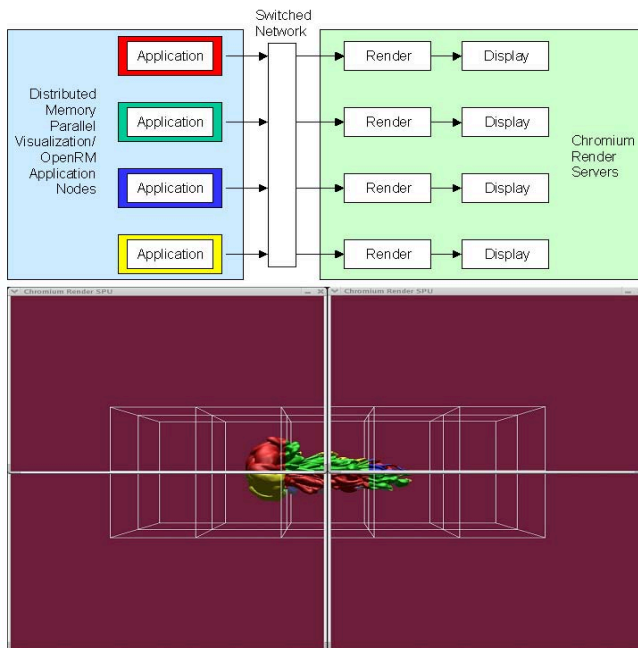 Switched
Network
Distributed
Memory
Parallel
Visualization/
OpenRM
Application
Nodes
Application
Render
Display
Application
Render
Display
Application
Render
Display
Application
Render
Display
Chromium
Render
Servers
Chromium Render SPU
Chromium Render SPU